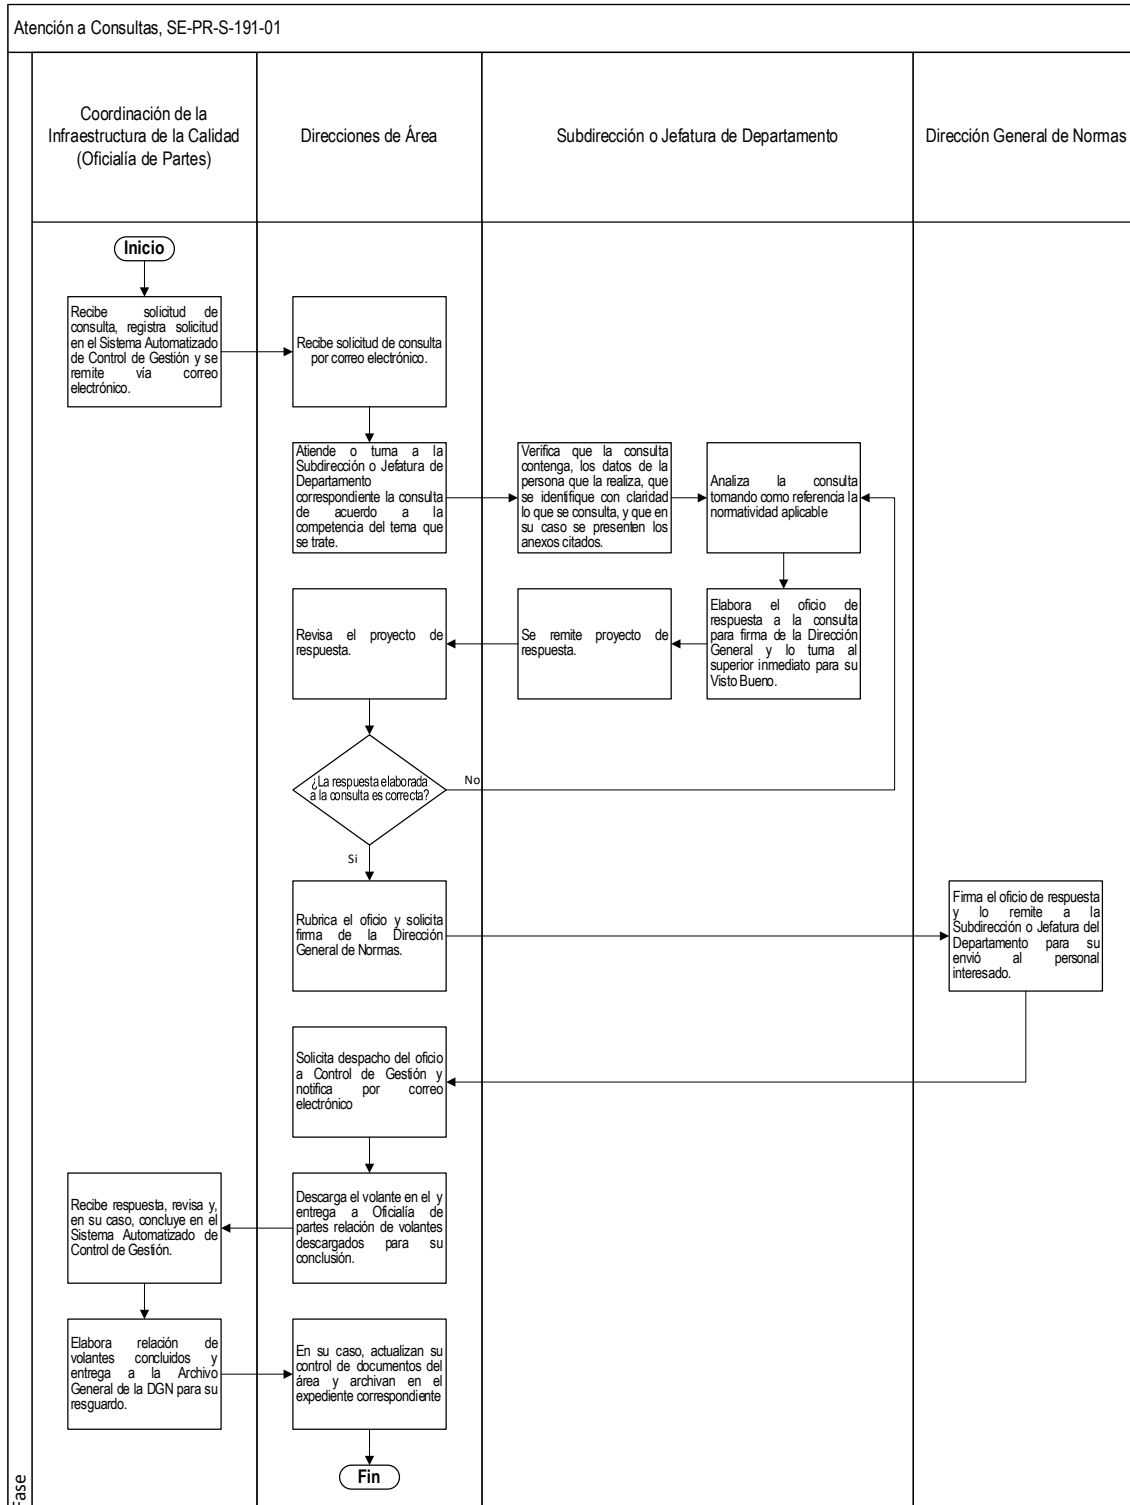 Atención a Consultas, SE-PR-S-191-01
Coordinación de la
Infraestructura de la Calidad
(Oficialía de Partes)
Direcciones de Área
Subdirección o Jefatura de Departamento
Dirección General de Normas
Inicio
Recibe solicitud de
consulta, registra solicitud
en el Sistema Automatizado
de Control de Gestión y se
remite vía correo
electrónico.
Recibe solicitud de consulta
por correo electrónico.
Atiende o turna a la
Subdirección o Jefatura de
Departamento
correspondiente la consulta
de acuerdo a la
competencia del tema que
se trate.
Verifica que la consulta
contenga, los datos de la
persona que la realiza, que
se identifique con claridad
lo que se consulta, y que en
su caso se presenten los
anexos citados.
Analiza la consulta
tomando como referencia la
normatividad aplicable
Revisa el proyecto de
respuesta.
Se remite proyecto de
respuesta.
Elabora el oficio de
respuesta a la consulta
para firma de la Dirección
General y lo turna al
superior inmediato para su
Visto Bueno.
¿La respuesta elaborada
a la consulta es correcta?
No
Si
Rubrica el oficio y solicita
firma de la Dirección
General de Normas.
Firma el oficio de respuesta
y lo remite a la
Subdirección o Jefatura del
Departamento para su
envió al personal
interesado.
Solicita despacho del oficio
a Control de Gestión y
notifica por correo
electrónico
Recibe respuesta, revisa y,
en su caso, concluye en el
Sistema Automatizado de
Control de Gestión.
Descarga el volante en el y
entrega a Oficialía de
partes relación de volantes
descargados para su
conclusión.
Elabora relación de
volantes concluidos y
entrega a la Archivo
General de la DGN para su
resguardo.
En su caso, actualizan su
control de documentos del
área y archivan en el
expediente correspondiente
Fin
Fase